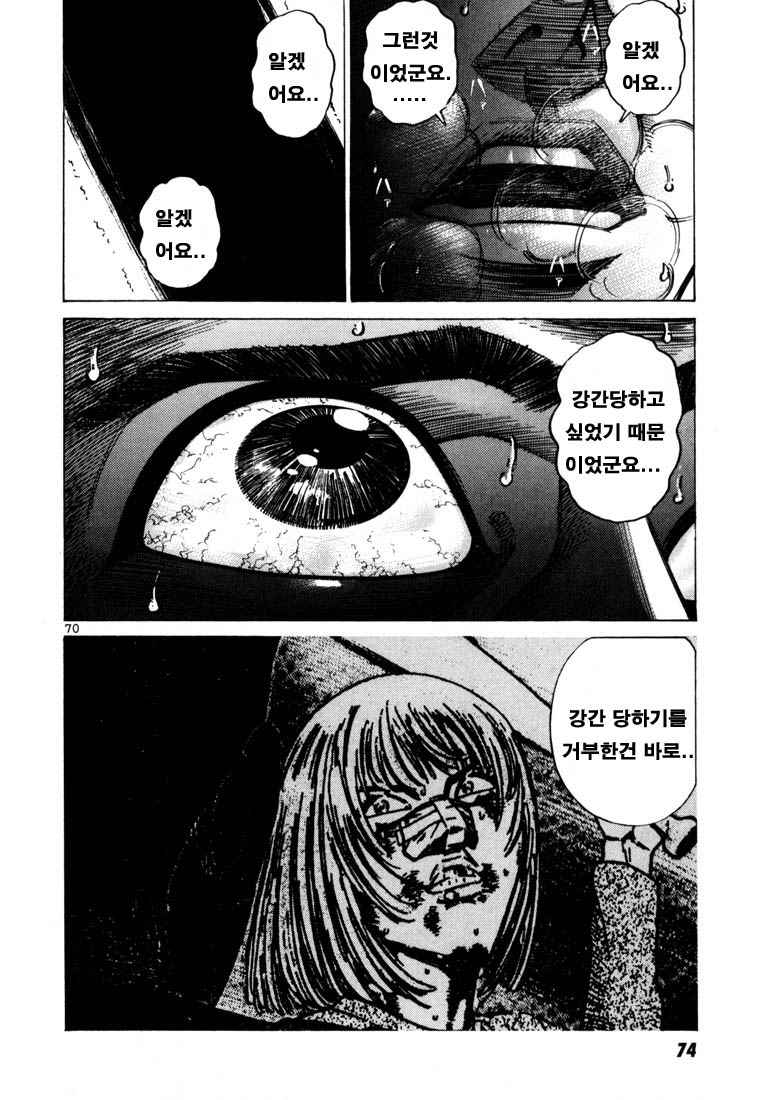 알겠
어요..
그런것
이었군요.
.....
알겠
어요..
알겠
어요..
강간당하고
싶었기 때문
이었군요...
70
강간 당하기를
거부한건 바로..
74